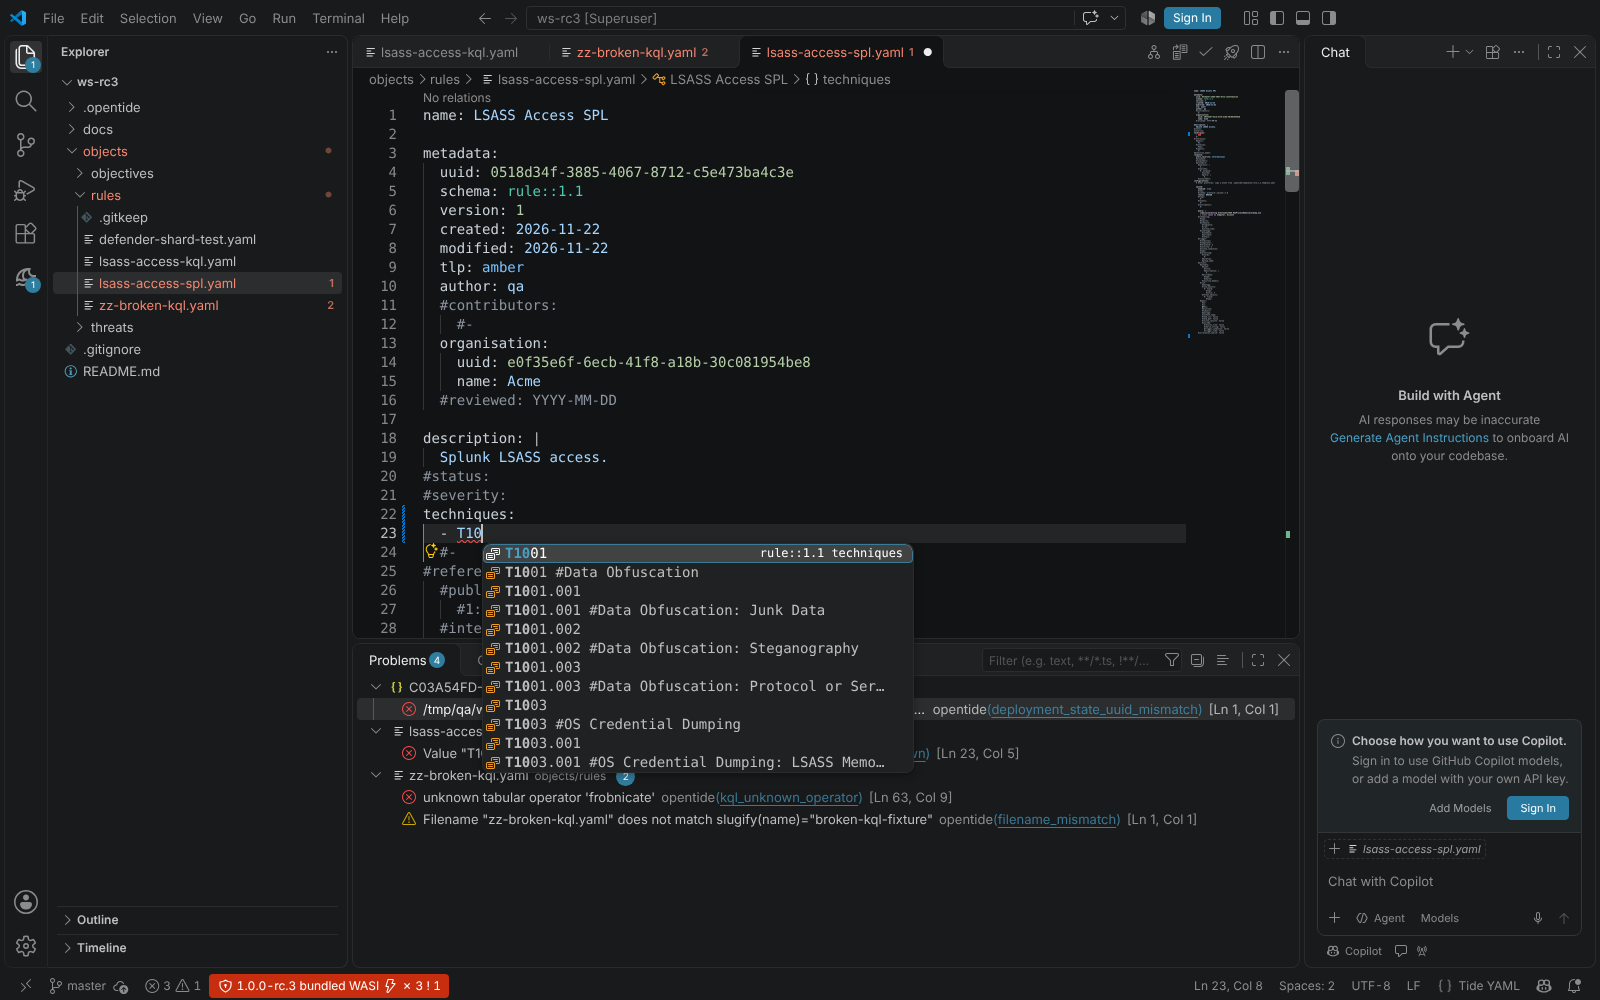 File Edit Selection View Go Run Terminal Help
ws-rc3 [Superuser]
Sign In
Explorer
ws-rc3
.opentide
docs
objects
objectives
rules
.gitkeep
defender-shard-test.yaml
lsass-access-kql.yaml
lsass-access-spl.yaml 1
zz-broken-kql.yaml 2
threats
.gitignore
README.md
Outline
Timeline
lsass-access-kql.yaml
zz-broken-kql.yaml 2
lsass-access-spl.yaml 1
objects > rules > lsass-access-spl.yaml > LSASS Access SPL > { } techniques
No relations
1 name: LSASS Access SPL
2
3 metadata:
4 uuid: 0518d34f-3885-4067-8712-c5e473ba4c3e
5 schema: rule::1.1
6 version: 1
7 created: 2026-11-22
8 modified: 2026-11-22
9 tlp: amber
10 author: qa
11 #contributors:
12 #-
13 organisation:
14 uuid: e0f35e6f-6ecb-41f8-a18b-30c081954be8
15 name: Acme
16 #reviewed: YYYY-MM-DD
17
18 description: |
19 Splunk LSASS access.
20 #status:
21 #severity:
22 techniques:
23 - T10
24 #-
25 #refere
26 #publ
27 #1:
28 #inte
T1001 rule::1.1 techniques
T1001 #Data Obfuscation
T1001.001
T1001.001 #Data Obfuscation: Junk Data
T1001.002
T1001.002 #Data Obfuscation: Steganography
T1001.003
T1001.003 #Data Obfuscation: Protocol or Ser…
T1003
T1003 #OS Credential Dumping
T1003.001
T1003.001 #OS Credential Dumping: LSASS Memo…
Problems 4
Filter (e.g. text, **/*.ts, !**/...
{} C03A54FD-
/tmp/qa/w ... opentide(deployment_state_uuid_mismatch) [Ln 1, Col 1]
lsass-acces
Value "T1 [Ln 23, Col 5]
zz-broken-kql.yaml objects/rules 2
unknown tabular operator 'frobnicate' opentide(kql_unknown_operator) [Ln 63, Col 9]
Filename "zz-broken-kql.yaml" does not match slugify(name)="broken-kql-fixture" opentide(filename_mismatch) [Ln 1, Col 1]
Chat
Build with Agent
AI responses may be inaccurate
Generate Agent Instructions to onboard AI
onto your codebase.
Choose how you want to use Copilot.
Sign in to use GitHub Copilot models,
or add a model with your own API key.
Add Models Sign In
lsass-access-spl.yaml
Chat with Copilot
Agent Models
Copilot
master 3 1 1.0.0-rc.3 bundled WASI × 3 ! 1
Ln 23, Col 8 Spaces: 2 UTF-8 LF { } Tide YAML